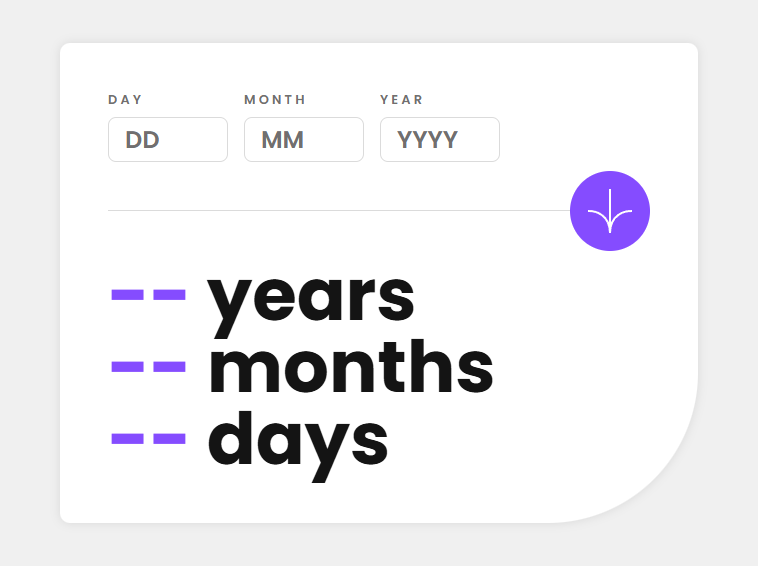 DAY MONTH YEAR
DD MM YYYY
-- years
-- months
-- days